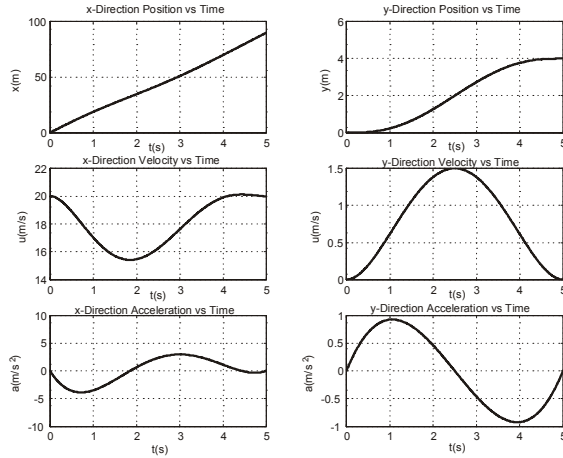 x-Direction Position vs Time
100
50
0
x(m)
0 1 2 3 4 5
t(s)
y-Direction Position vs Time
6
4
2
0
y(m)
0 1 2 3 4 5
t(s)
x-Direction Velocity vs Time
22
20
18
16
14
u(m/s)
0 1 2 3 4 5
t(s)
y-Direction Velocity vs Time
1.5
1
0.5
0
u(m/s)
0 1 2 3 4 5
t(s)
x-Direction Acceleration vs Time
10
5
0
-5
-10
a(m/s²)
0 1 2 3 4 5
t(s)
y-Direction Acceleration vs Time
1
0.5
0
-0.5
-1
a(m/s²)
0 1 2 3 4 5
t(s)